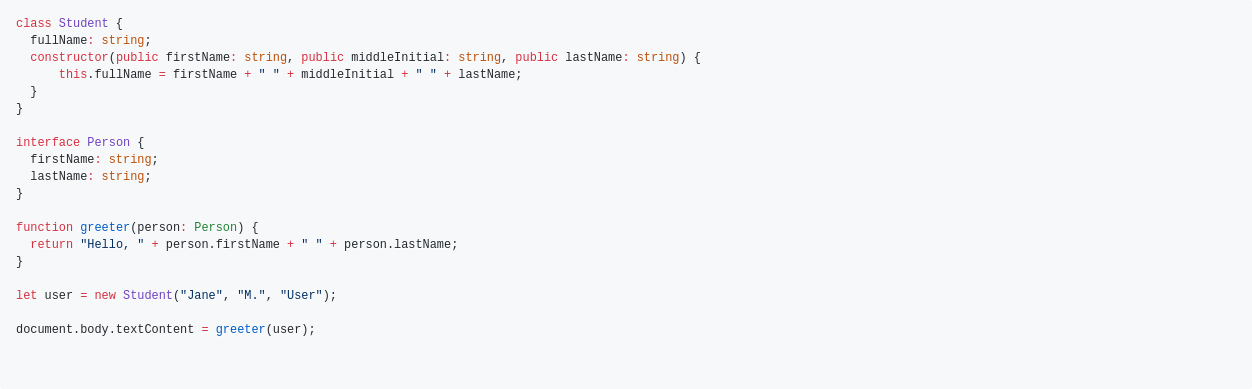 class Student {
  fullName: string;
  constructor(public firstName: string, public middleInitial: string, public lastName: string) {
      this.fullName = firstName + " " + middleInitial + " " + lastName;
  }
}

interface Person {
  firstName: string;
  lastName: string;
}

function greeter(person: Person) {
  return "Hello, " + person.firstName + " " + person.lastName;
}

let user = new Student("Jane", "M.", "User");

document.body.textContent = greeter(user);